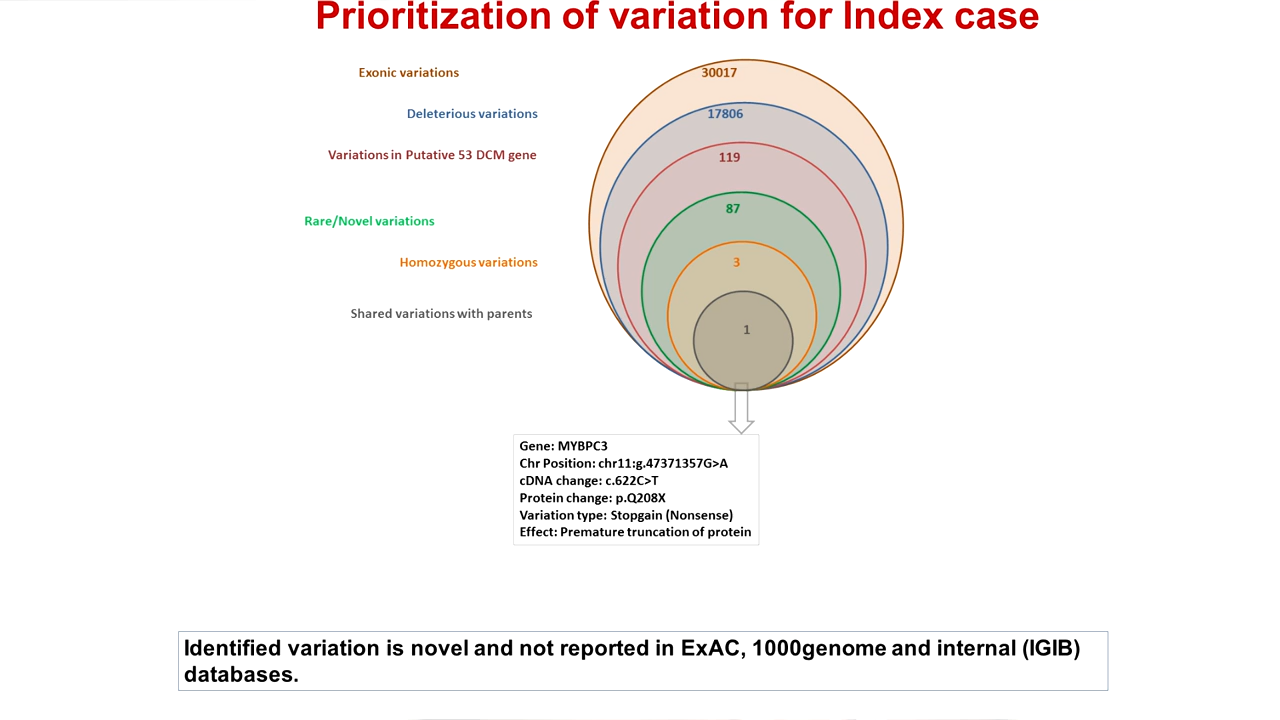 Prioritization of variation for Index case
Exonic variations
30017
Deleterious variations
17806
Variations in Putative 53 DCM gene
119
Rare/Novel variations
87
Homozygous variations
3
Shared variations with parents
1
Gene: MYBPC3
Chr Position: chr11:g.47371357G>A
cDNA change: c.622C>T
Protein change: p.Q208X
Variation type: Stopgain (Nonsense)
Effect: Premature truncation of protein
Identified variation is novel and not reported in ExAC, 1000genome and internal (IGIB)
databases.